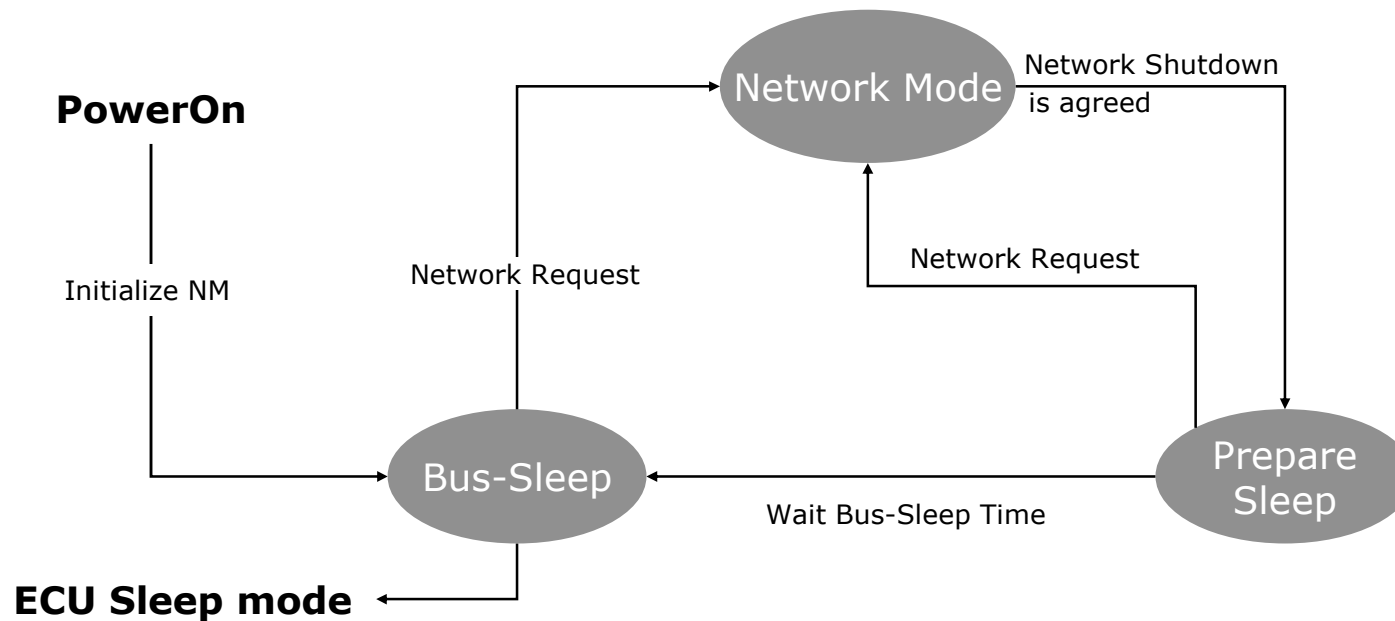 Network Mode
Network Shutdown
is agreed
PowerOn
Network Request
Network Request
Initialize NM
Bus-Sleep
Prepare
Sleep
Wait Bus-Sleep Time
ECU Sleep mode